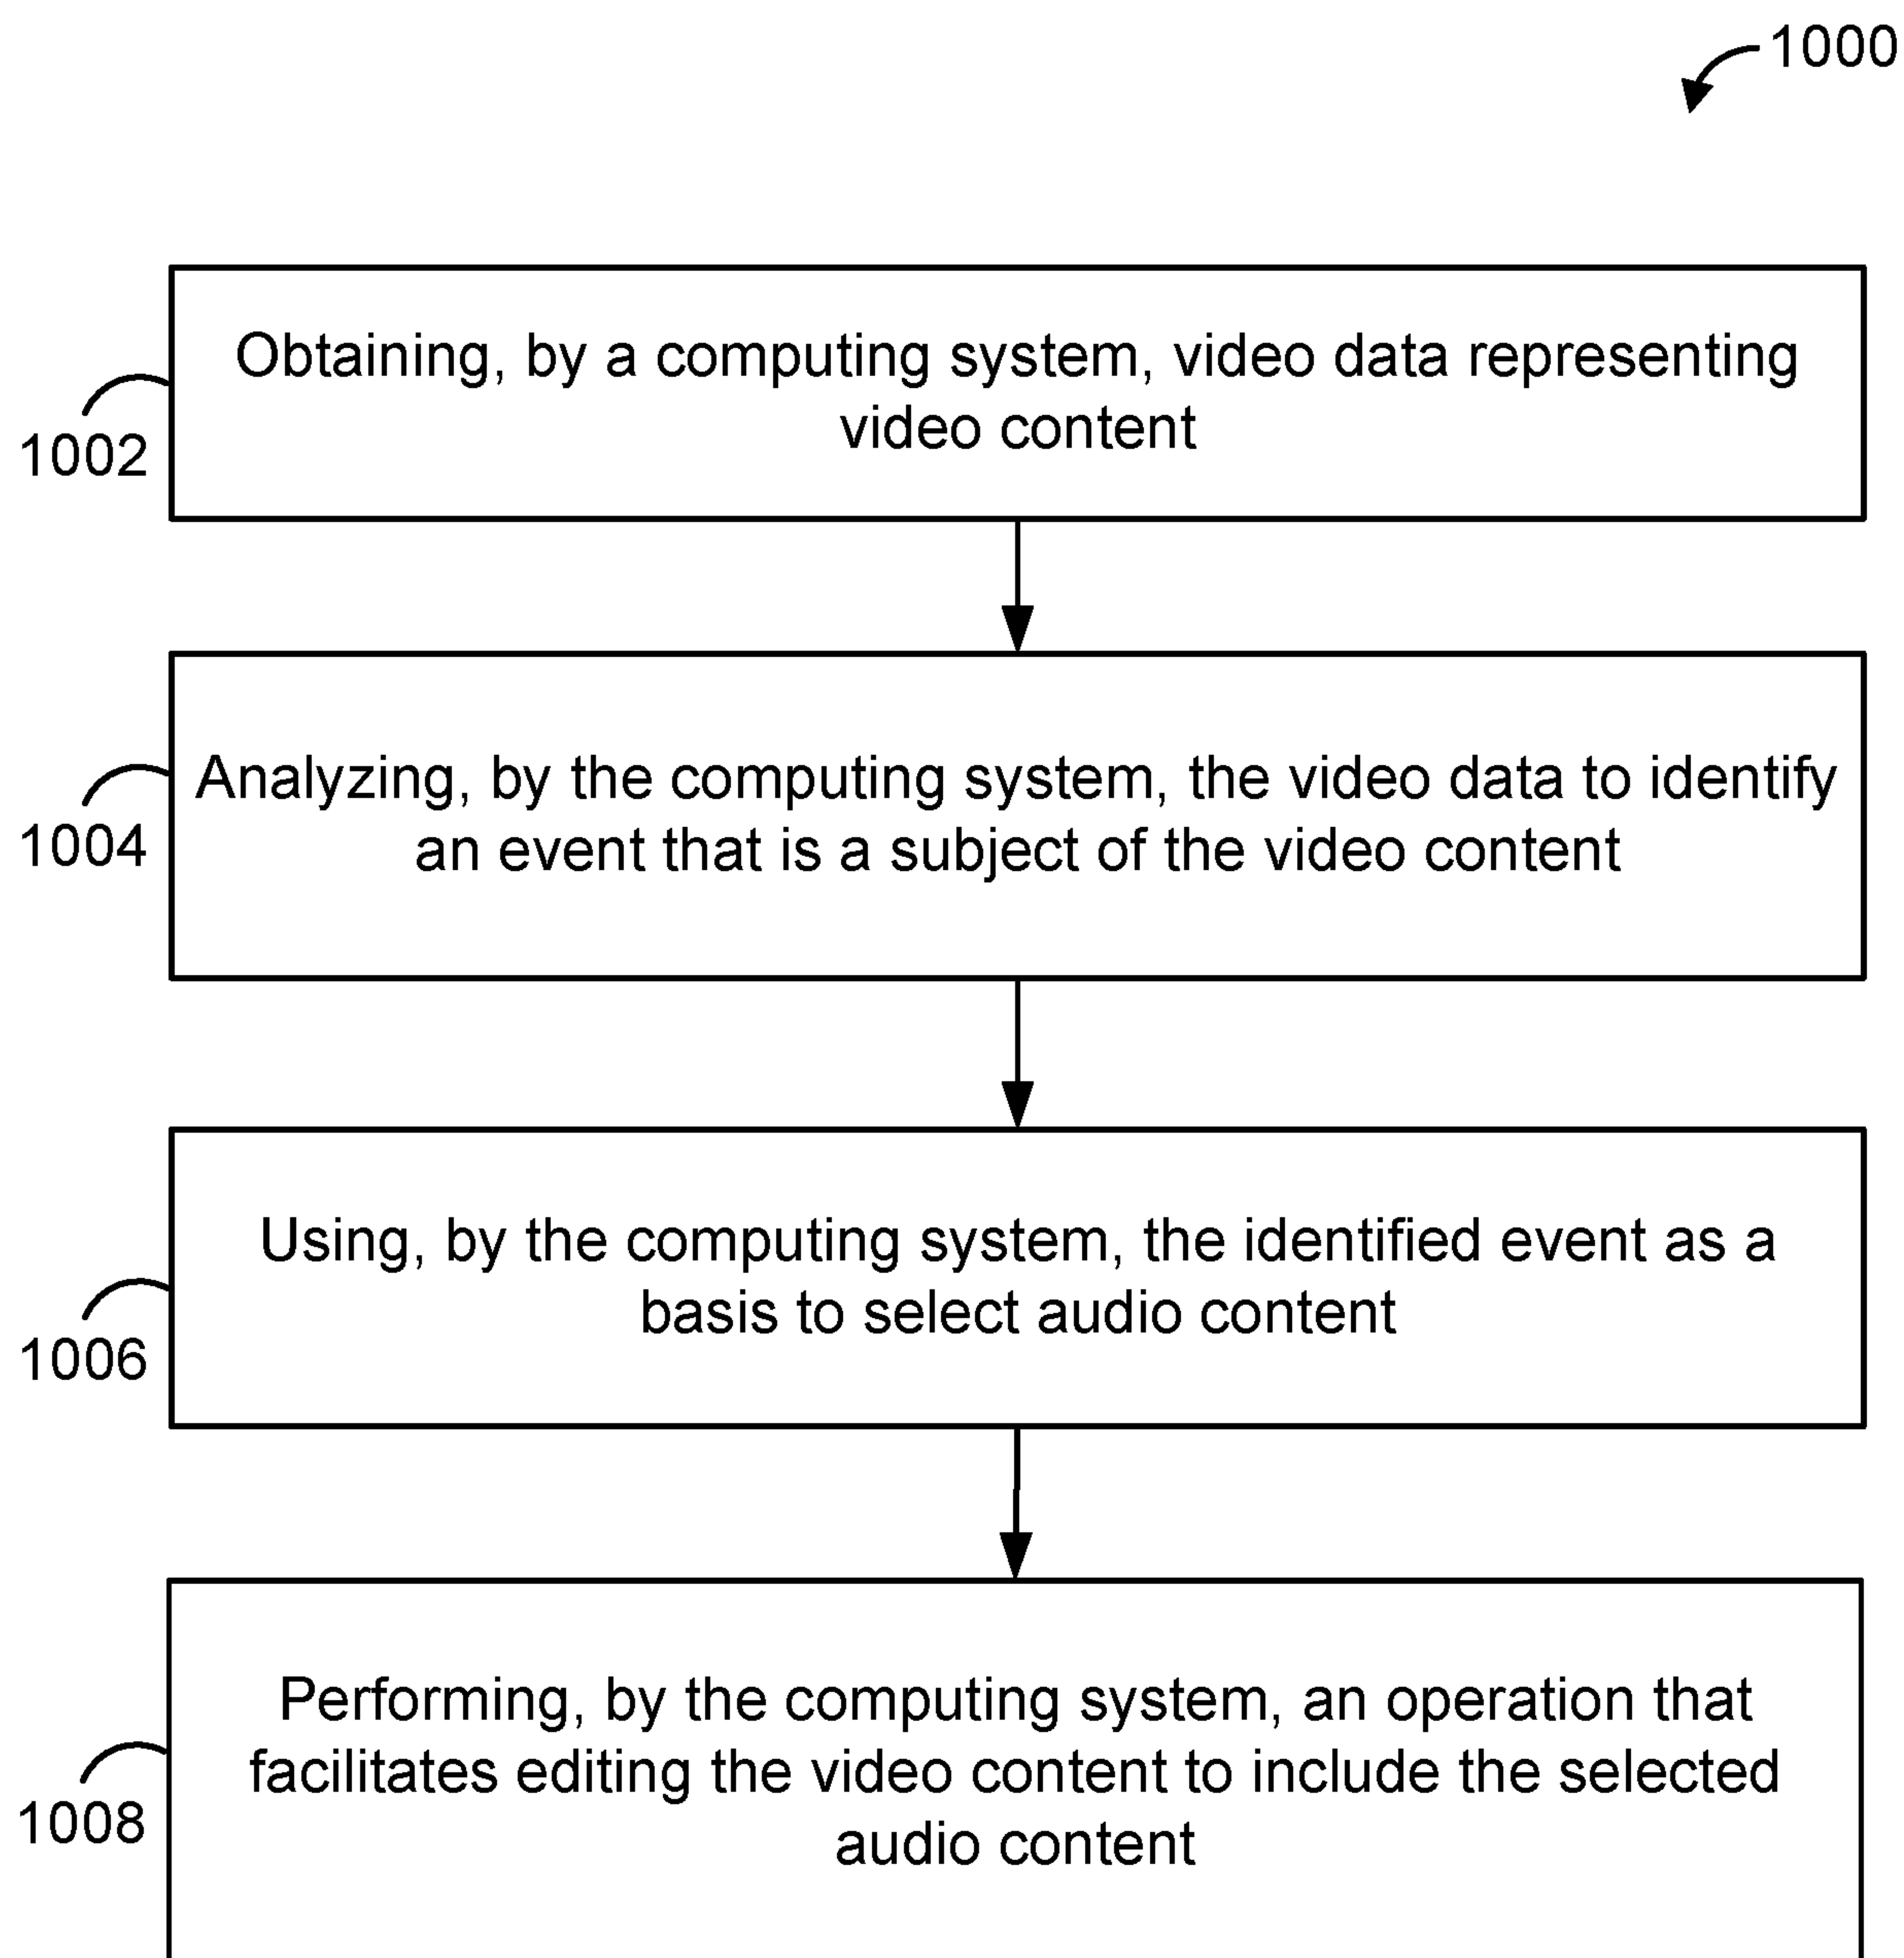 1000
Obtaining, by a computing system, video data representing
video content
1002
Analyzing, by the computing system, the video data to identify
an event that is a subject of the video content
1004
Using, by the computing system, the identified event as a
basis to select audio content
1006
Performing, by the computing system, an operation that
facilitates editing the video content to include the selected
audio content
1008